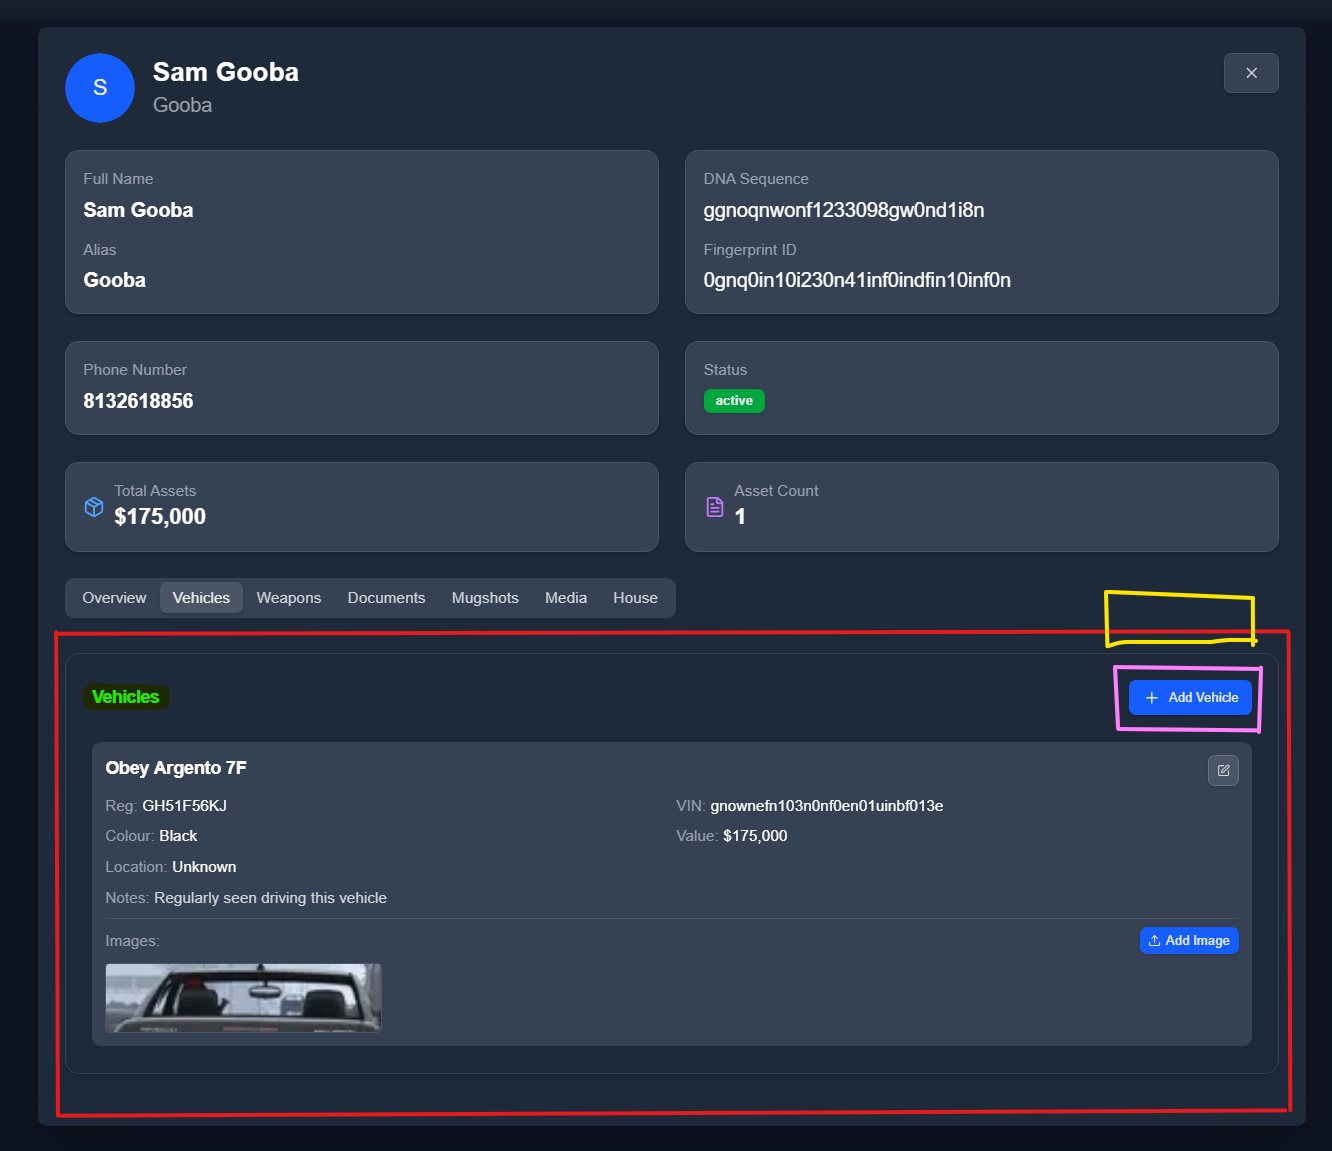 S
Sam Gooba
Gooba
Full Name
Sam Gooba
Alias
Gooba
DNA Sequence
ggnoqnwonf1233098gw0nd1i8n
Fingerprint ID
0gnq0in10i230n41inf0indfin10inf0n
Phone Number
8132618856
Status
active
Total Assets
$175,000
Asset Count
1
Overview Vehicles Weapons Documents Mugshots Media House
Vehicles
Add Vehicle
Obey Argento 7F
Reg: GH51F56KJ
VIN: gnownefn103n0nf0en01uinbf013e
Colour: Black
Value: $175,000
Location: Unknown
Notes: Regularly seen driving this vehicle
Images:
Add Image